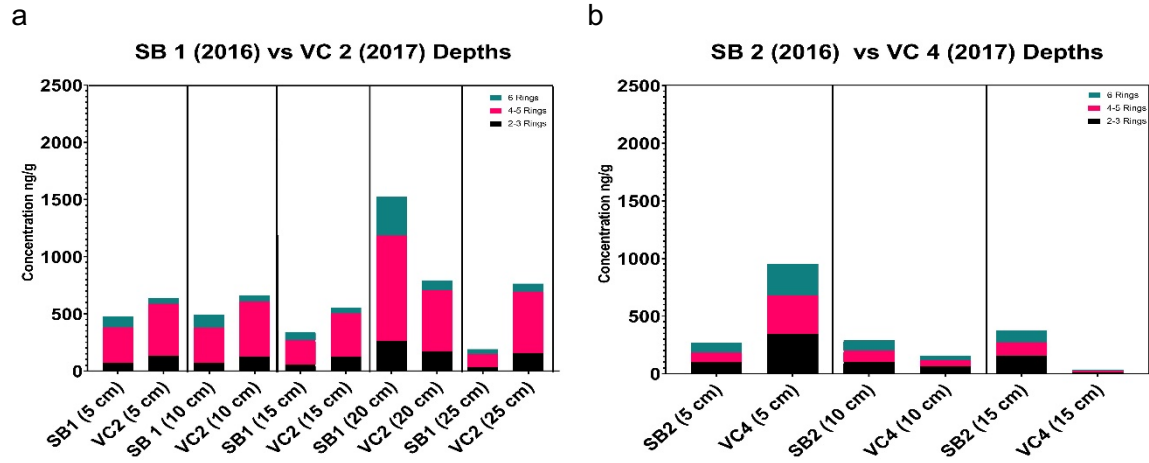 a
SB 1 (2016) vs VC 2 (2017) Depths
Concentration ng/g
2500
2000
1500
1000
500
0
6 Rings
4-5 Rings
2-3 Rings
SB1 (5 cm)
VC2 (5 cm)
SB1 (10 cm)
VC2 (10 cm)
SB1 (15 cm)
VC2 (15 cm)
SB1 (20 cm)
VC2 (20 cm)
SB1 (25 cm)
VC2 (25 cm)
b
SB 2 (2016)  vs VC 4 (2017) Depths
Concentration ng/g
2500
2000
1500
1000
500
0
6 Rings
4-5 Rings
2-3 Rings
SB2 (5 cm)
VC4 (5 cm)
SB2 (10 cm)
VC4 (10 cm)
SB2 (15 cm)
VC4 (15 cm)